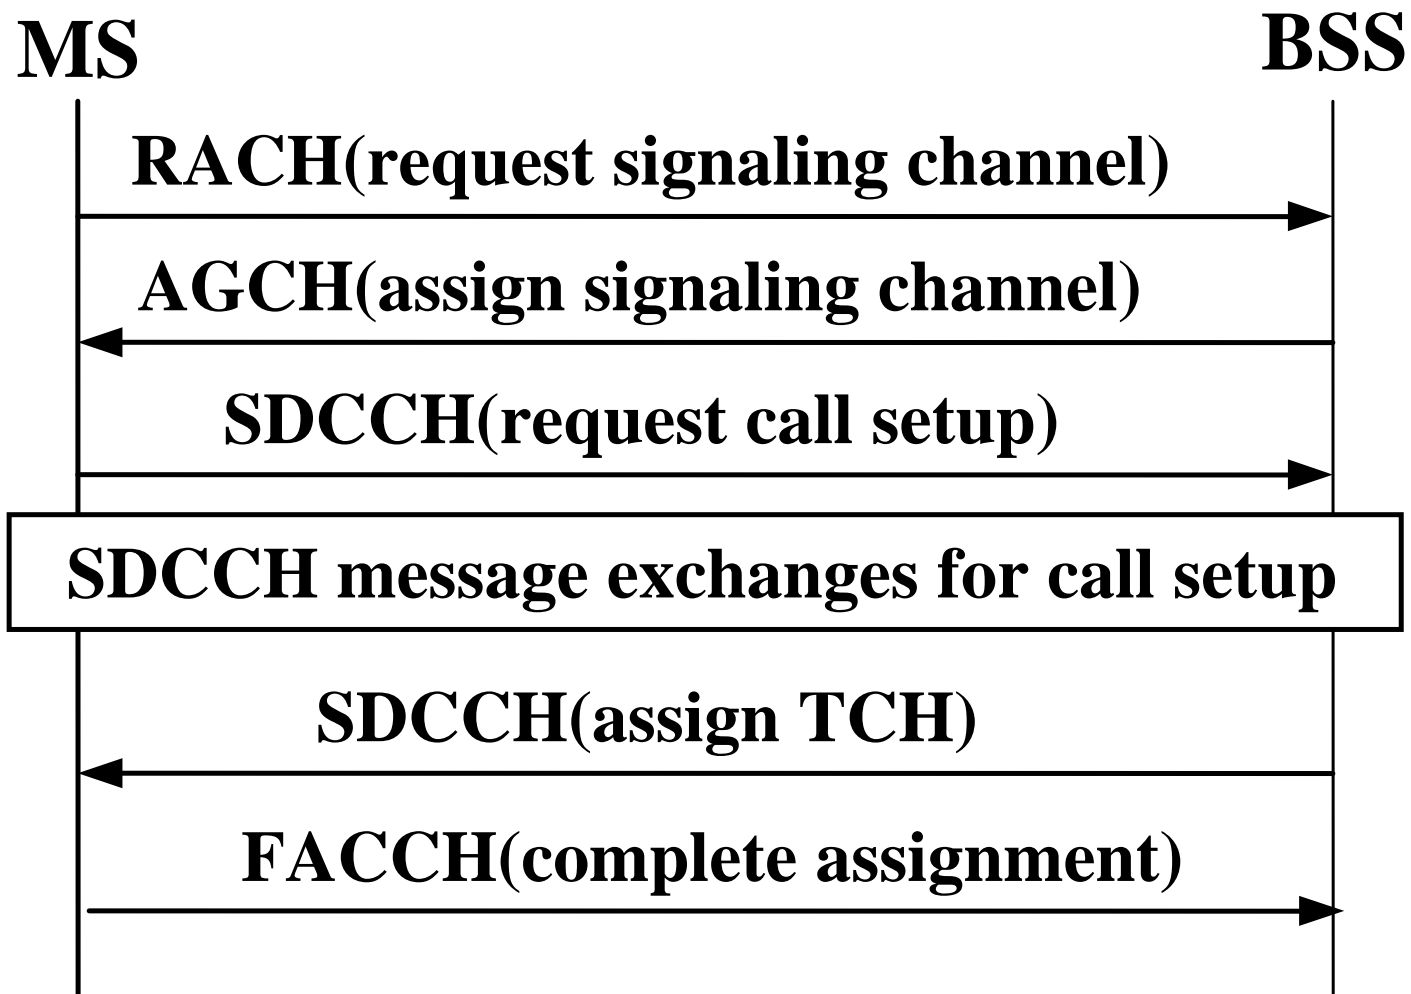 MS
BSS
RACH(request signaling channel)
AGCH(assign signaling channel)
SDCCH(request call setup)
SDCCH message exchanges for call setup
SDCCH(assign TCH)
FACCH(complete assignment)